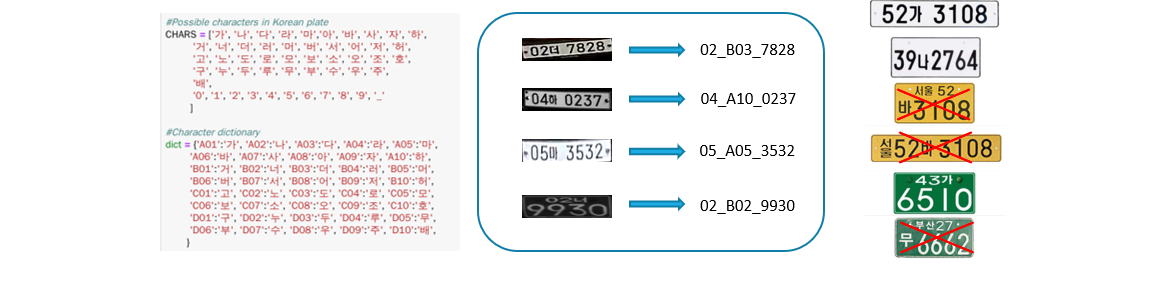 #Possible characters in Korean plate
CHARS = ['가', '나', '다', '라', '마','아', '바', '사', '자', '하',
'거', '너', '더', '러', '머', '버', '서', '어', '저', '허',
'고', '노', '도', '로', '모', '보', '소', '오', '조', '호',
'구', '누', '두', '루', '무', '부', '수', '우', '주',
'배',
'0', '1', '2', '3', '4', '5', '6', '7', '8', '9', '_'
]
#Character dictionary
dict = {'A01':'가', 'A02':'나', 'A03':'다', 'A04':'라', 'A05':'마',
'A06':'바', 'A07':'사', 'A08':'아', 'A09':'자', 'A10':'하',
'B01':'거', 'B02':'너', 'B03':'더', 'B04':'러', 'B05':'머',
'B06':'버', 'B07':'서', 'B08':'어', 'B09':'저', 'B10':'허',
'C01':'고', 'C02':'노', 'C03':'도', 'C04':'로', 'C05':'모',
'C06':'보', 'C07':'소', 'C08':'오', 'C09':'조', 'C10':'호',
'D01':'구', 'D02':'누', 'D03':'두', 'D04':'루', 'D05':'무',
'D06':'부', 'D07':'수', 'D08':'우', 'D09':'주', 'D10':'배',
}
02더 7828
02_B03_7828
04하 0237
04_A10_0237
05마 3532
05_A05_3532
02너
9930
02_B02_9930
52가 3108
39나2764
서울 52
바3108
서울52바3108
43가
6510
부산27
무6662